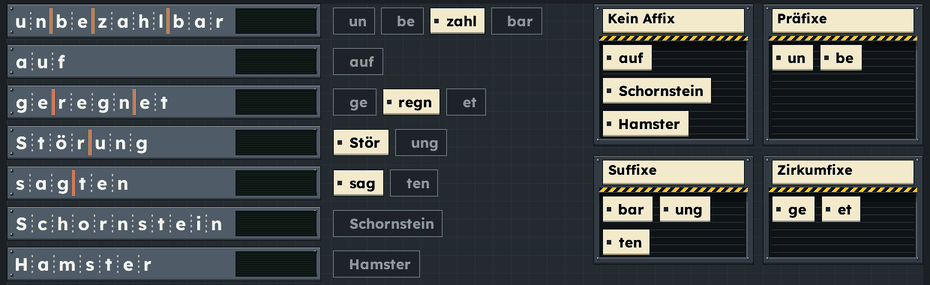 unbezahlbar
un be zahl bar
auf
auf
geregnet
ge regn et
Störung
Stör ung
sagten
sag ten
Schornstein
Schornstein
Hamster
Hamster
Kein Affix
auf
Schornstein
Hamster
Präfixe
un be
Suffixe
bar ung
ten
Zirkumfixe
ge et